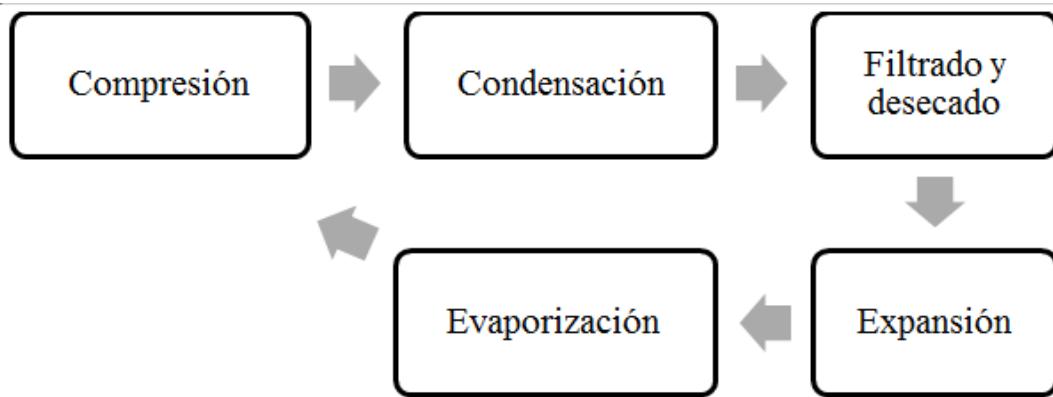 Compresión
Condensación
Filtrado y
desecado
Evaporización
Expansión